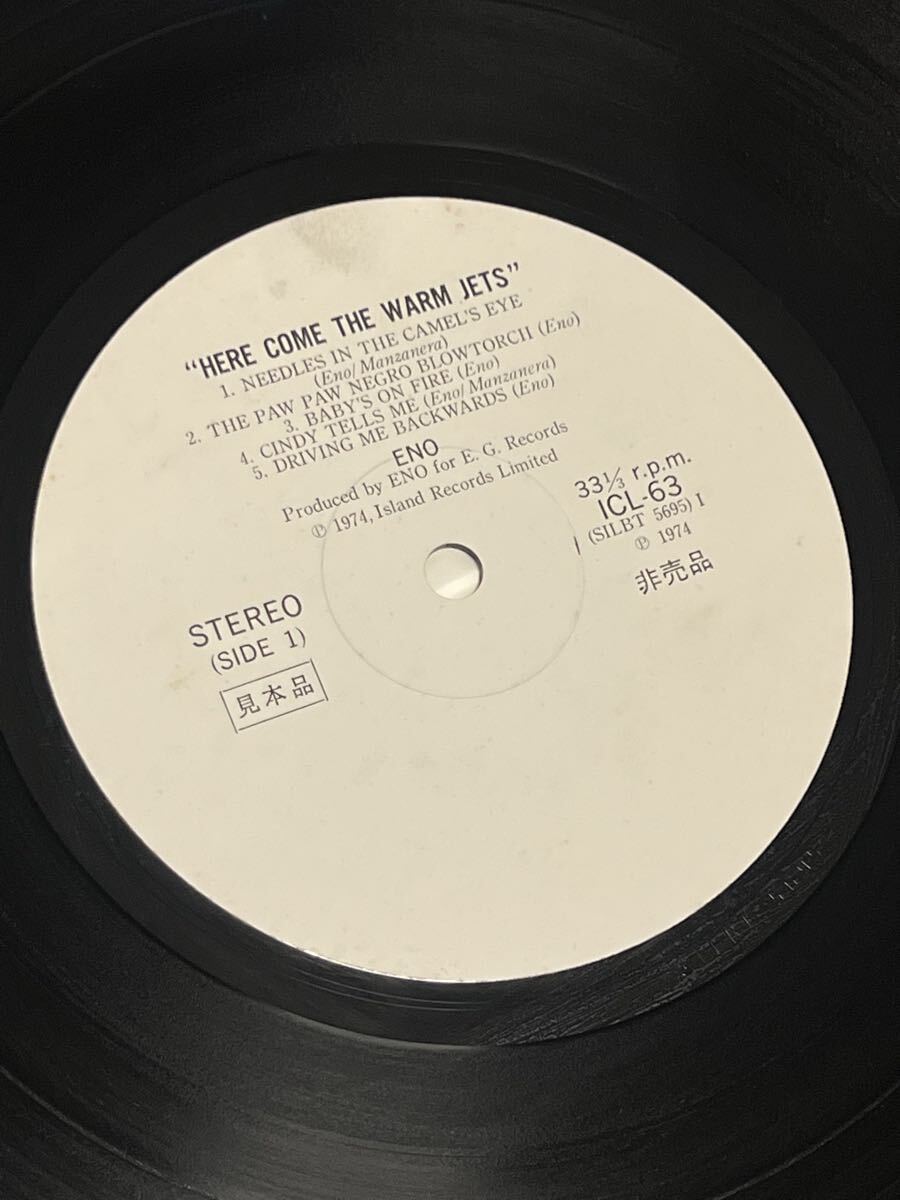 “HERE COME THE WARM JETS”
1. NEEDLES IN THE CAMEL'S EYE
(Eno/Manzanera)
2. THE PAW PAW NEGRO BLOWTORCH (Eno)
3. BABY'S ON FIRE (Eno)
4. CINDY TELLS ME (Eno/Manzanera)
5. DRIVING ME BACKWARDS (Eno)
ENO
Produced by ENO for E. G. Records
℗ 1974, Island Records Limited
33⅓ r.p.m.
ICL-63
(SILBT 5695) 1
℗ 1974
非売品
STEREO
(SIDE 1)
見本品